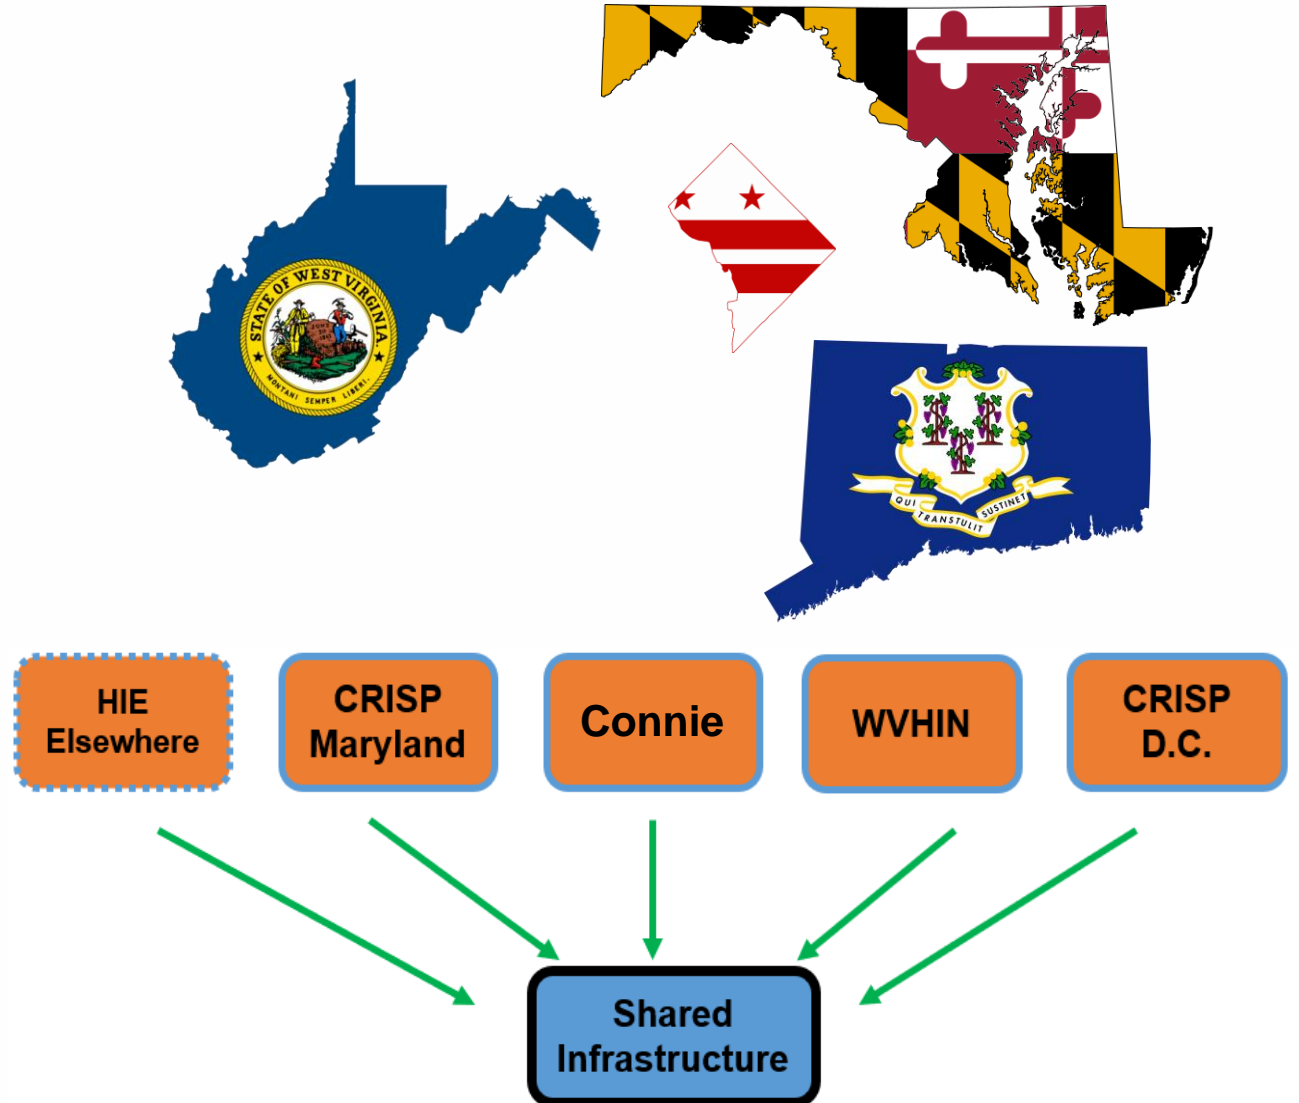 STATE OF WEST VIRGINIA
MONTANI SEMPER LIBERI.
QUI TRANSTULIT SUSTINET
HIE
Elsewhere
CRISP
Maryland
Connie
WVHIN
CRISP
D.C.
Shared
Infrastructure